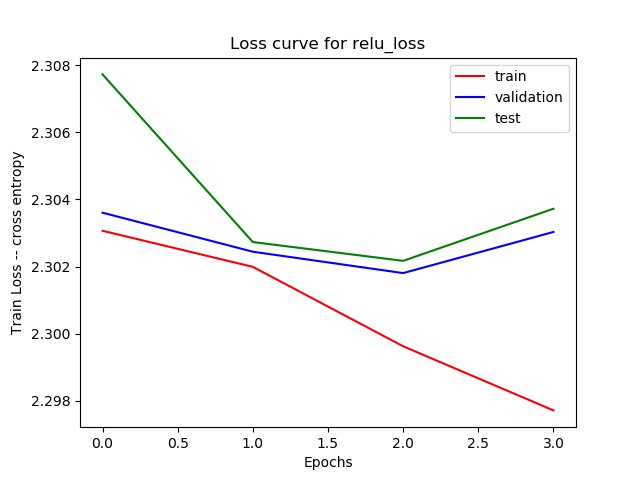 Loss curve for relu_loss
train
validation
test
2.308
2.306
2.304
2.302
2.300
2.298
Train Loss -- cross entropy
0.0 0.5 1.0 1.5 2.0 2.5 3.0
Epochs